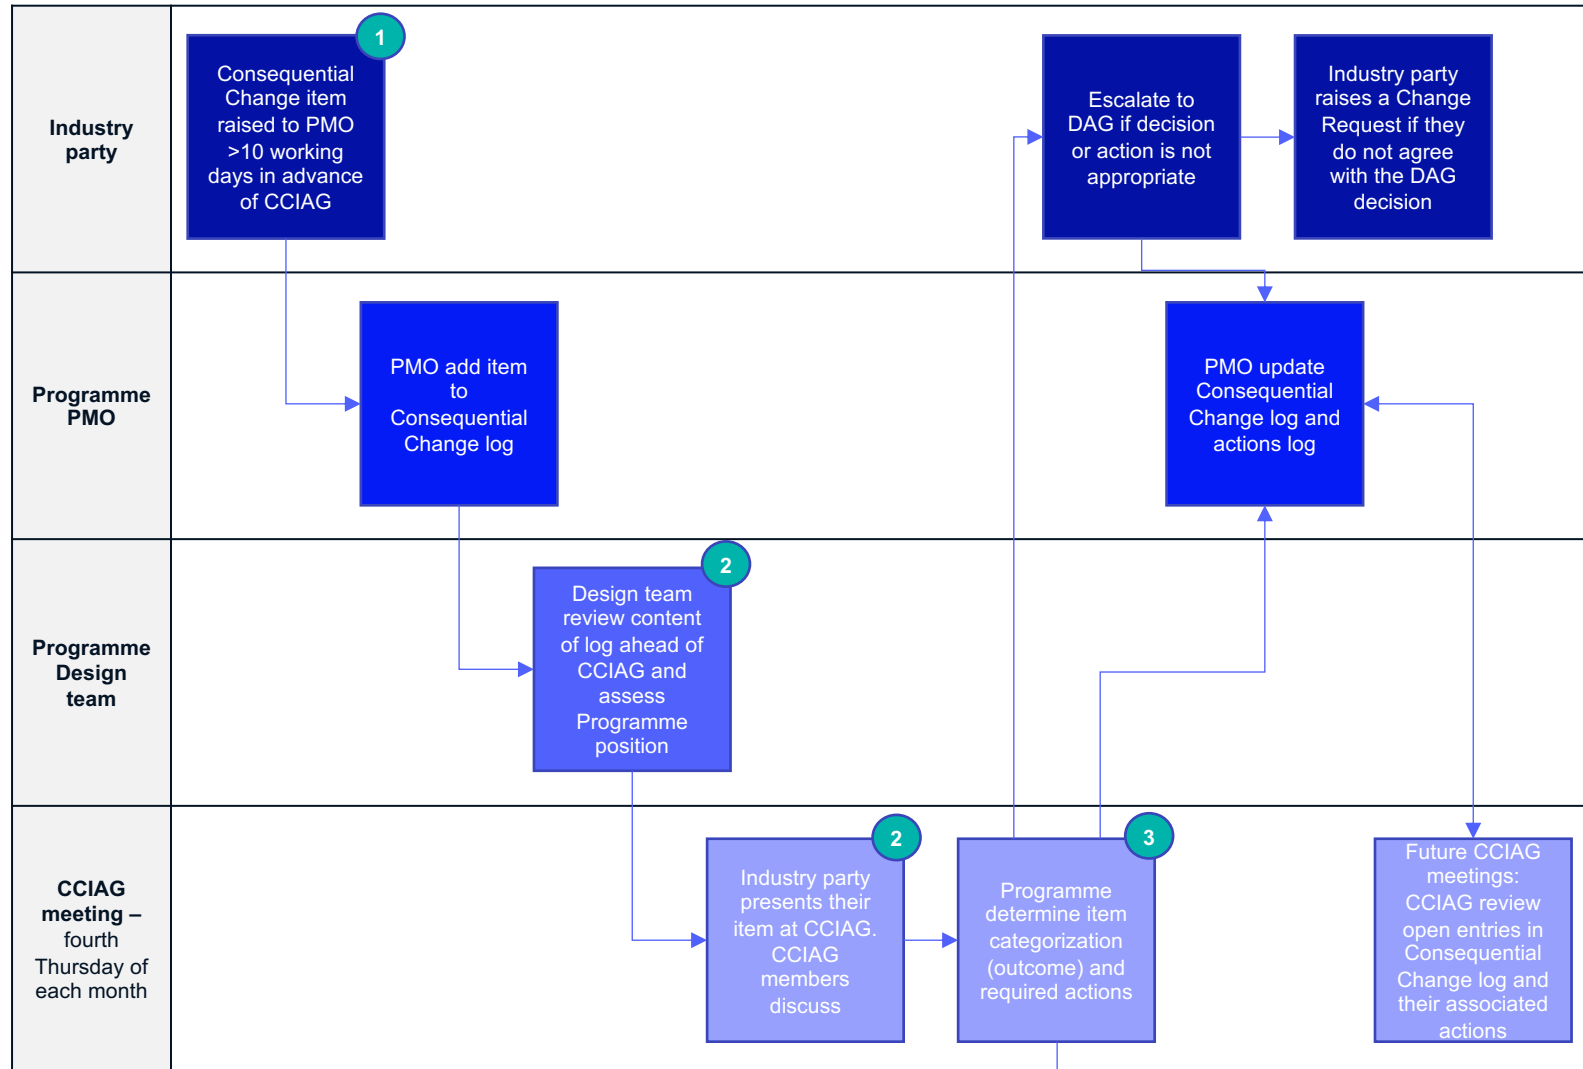 Industry
party
1
Consequential
Change item
raised to PMO
>10 working
days in advance
of CCIAG
Escalate to
DAG if decision
or action is not
appropriate
Industry party
raises a Change
Request if they
do not agree
with the DAG
decision
Programme
PMO
PMO add item
to
Consequential
Change log
PMO update
Consequential
Change log and
actions log
Programme
Design
team
2
Design team
review content
of log ahead of
CCIAG and
assess
Programme
position
CCIAG
meeting –
fourth
Thursday of
each month
2
Industry party
presents their
item at CCIAG.
CCIAG
members
discuss
3
Programme
determine item
categorization
(outcome) and
required actions
Future CCIAG
meetings:
CCIAG review
open entries in
Consequential
Change log and
their associated
actions